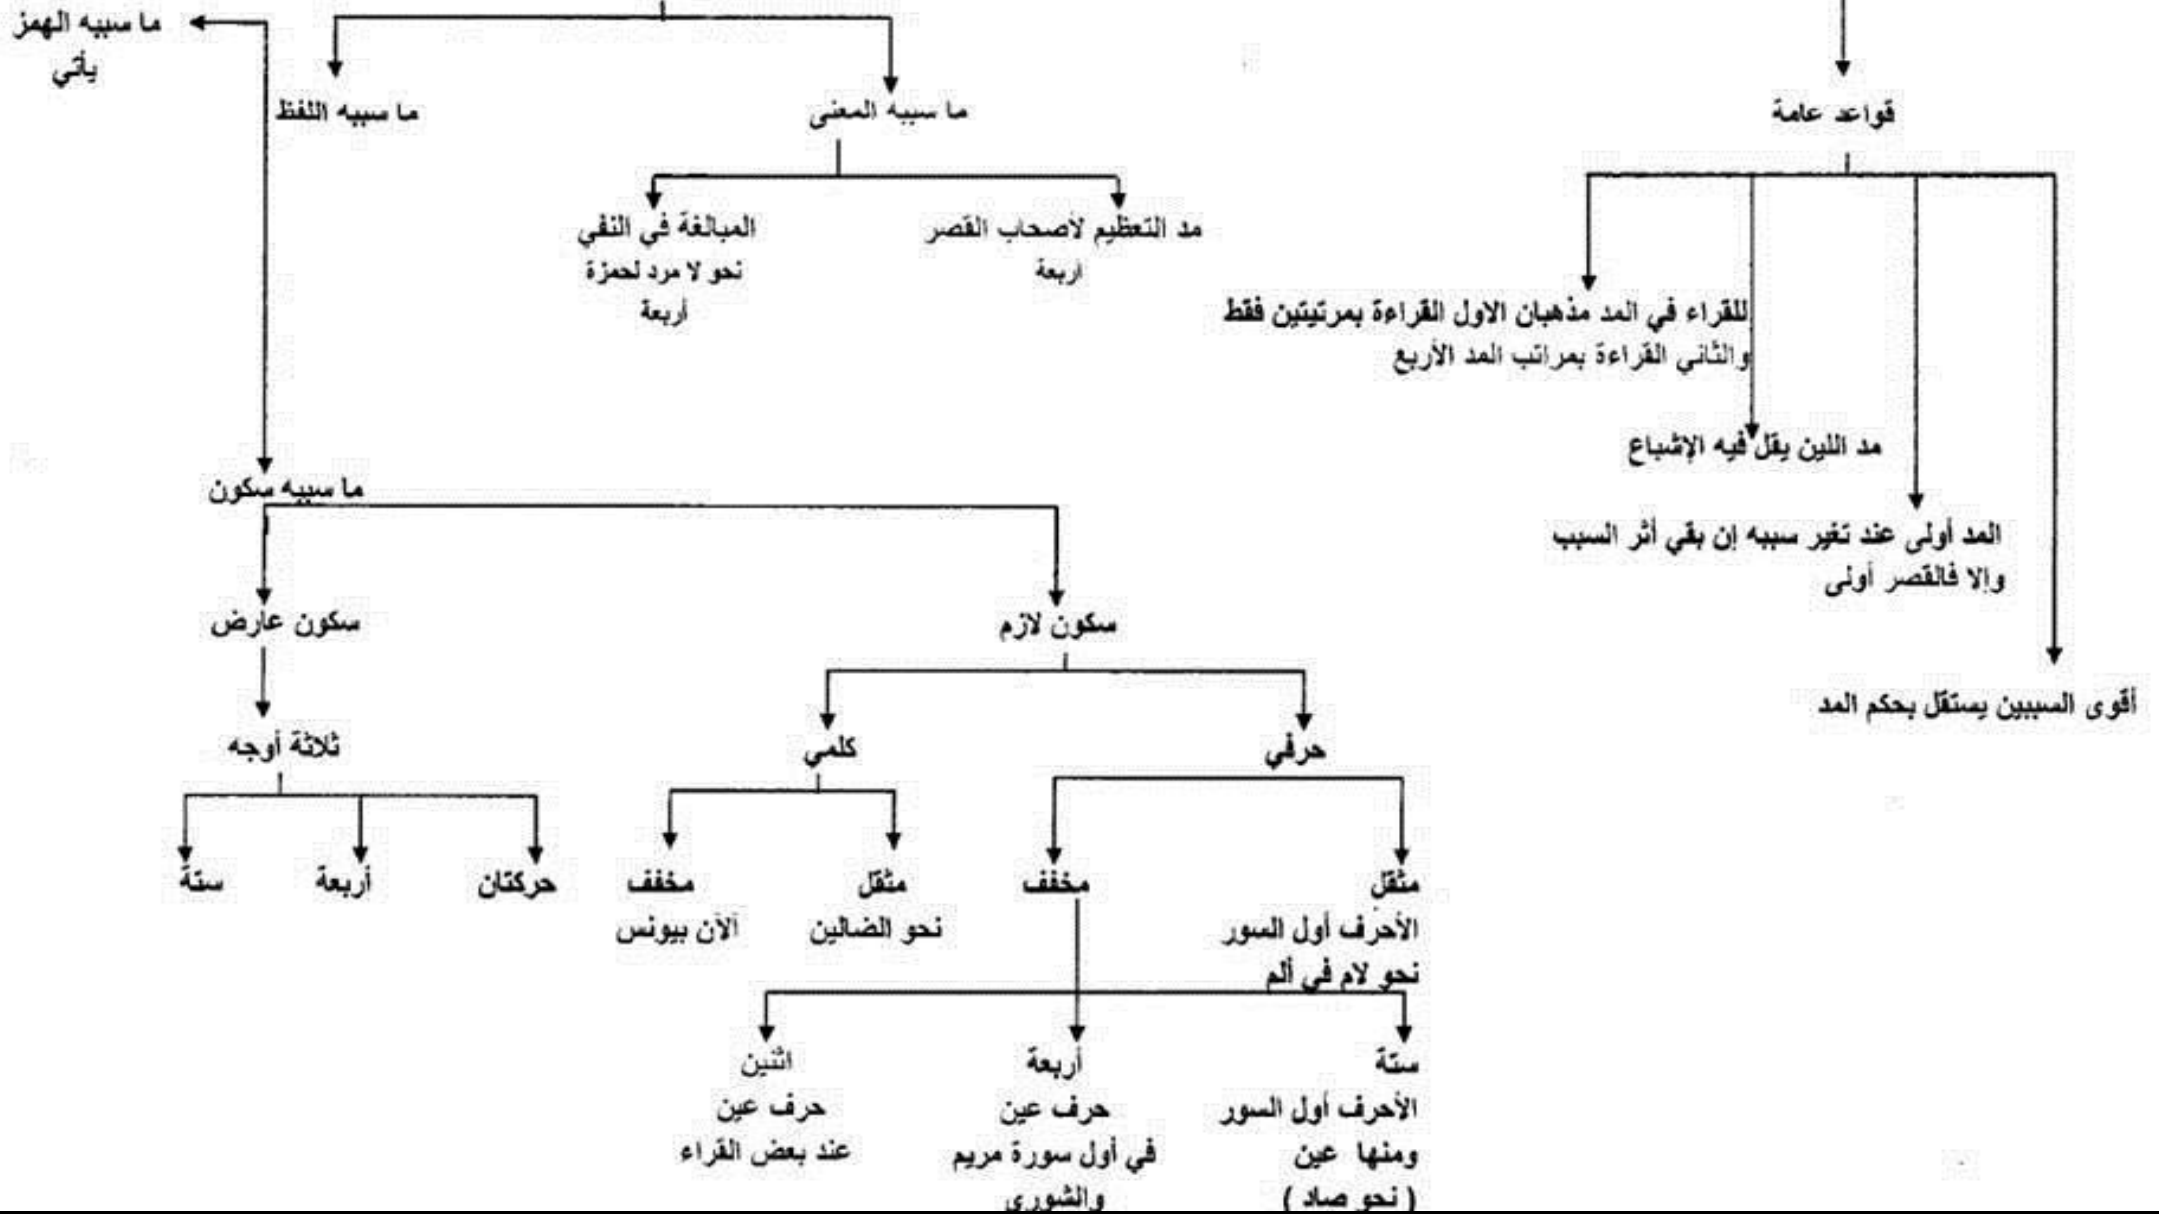 ما سببه الهمز
يأتي
ما سببه اللفظ
ما سببه المعنى
قواعد عامة
مد التعظيم لأصحاب القصر
اربعة
المبالغة في النفي
نحو لا مرد لحمزة
أربعة
للقراء في المد مذهبان الاول القراءة بمرتيتين فقط
والثاني القراءة بمراتب المد الأربع
مد اللين يقل فيه الإشباع
المد أولى عند تغير سببه إن بقي أثر السبب
وإلا فالقصر أولى
أقوى السببين يستقل بحكم المد
ما سببه سكون
سكون لازم
سكون عارض
حرفي
كلمي
ثلاثة أوجه
مثقل
الأحرف أول السور
نحو لام في ألم
مخفف
مثقل
نحو الضالين
مخفف
آلآن بيونس
حركتان
أربعة
ستة
ستة
الأحرف أول السور
ومنها عين
( نحو صاد )
أربعة
حرف عين
في أول سورة مريم
والشورى
اثنين
حرف عين
عند بعض القراء